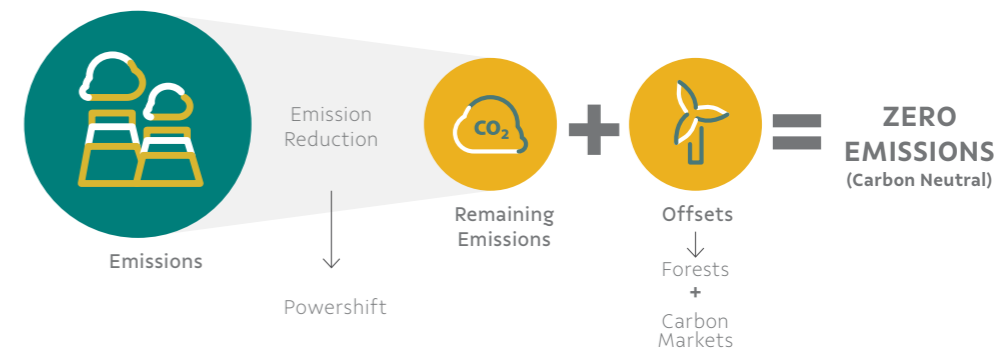 Emissions
Emission
Reduction
Powershift
CO₂
Remaining
Emissions
+
Offsets
Forests
+
Carbon
Markets
=
ZERO
EMISSIONS
(Carbon Neutral)